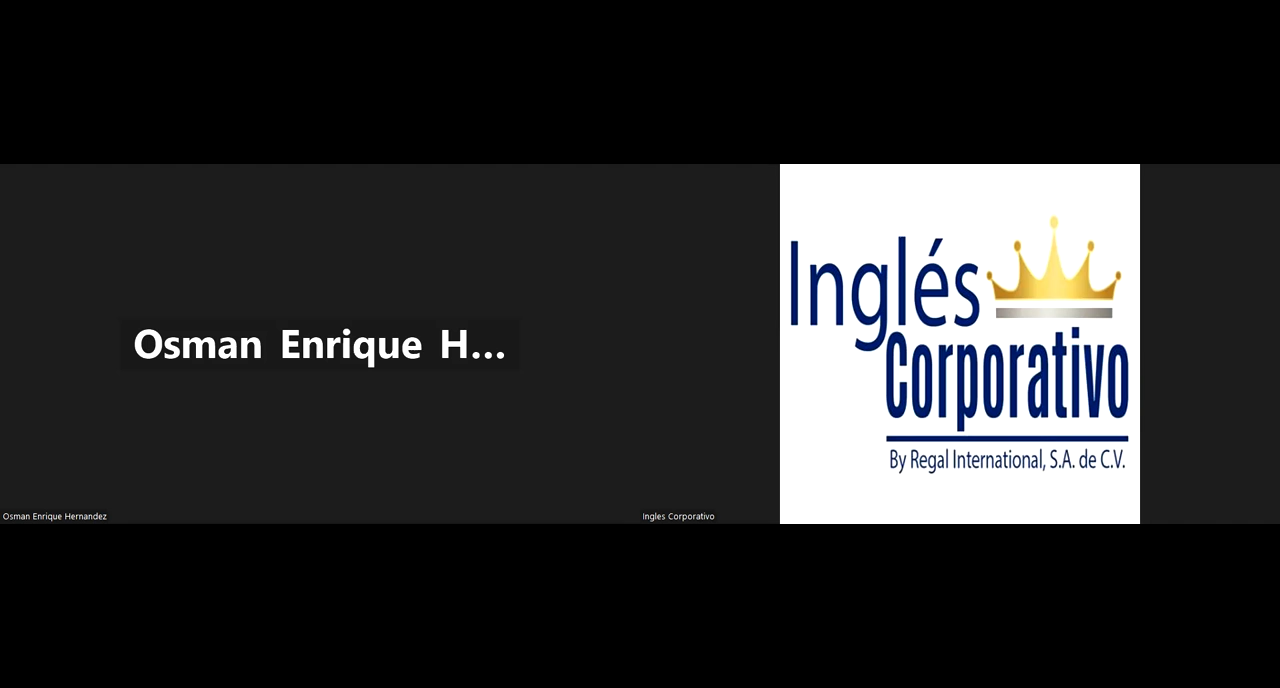 Osman Enrique H...
Osman Enrique Hernandez
Inglés
Corporativo
By Regal International, S.A. de C.V.
Ingles Corporativo